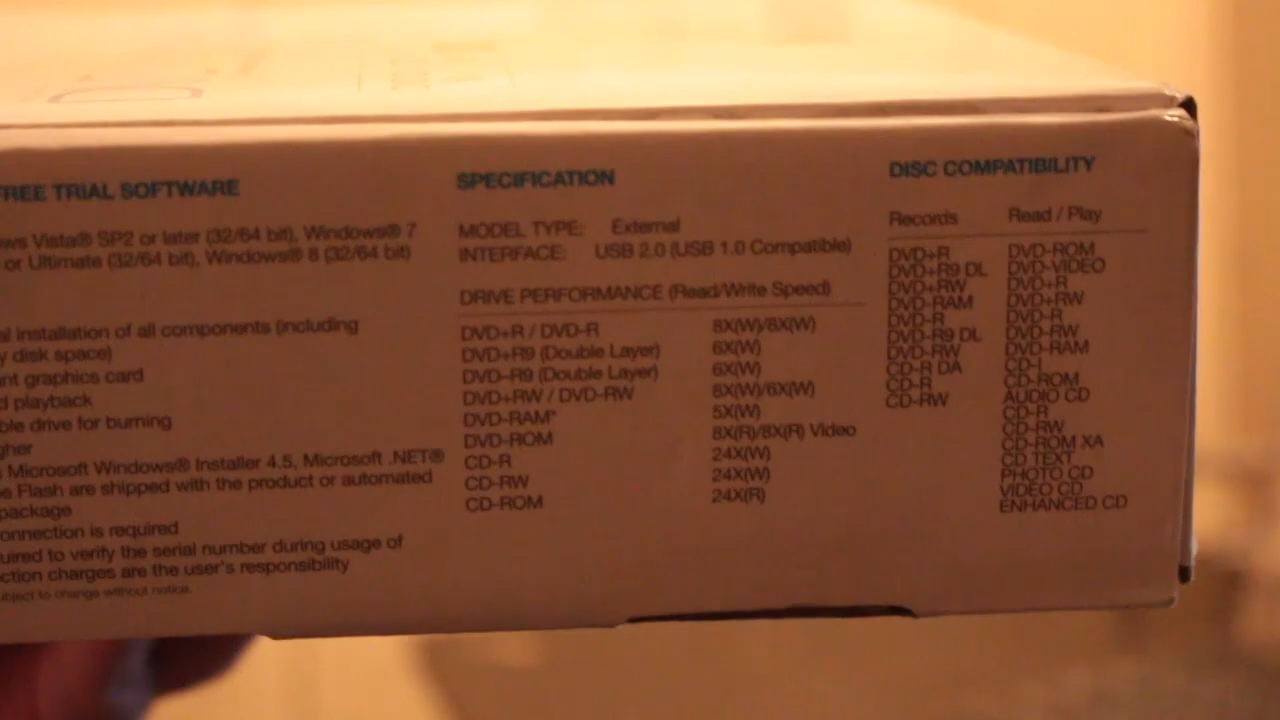 FREE TRIAL SOFTWARE
Vista® SP2 or later (32/64 bit), Windows® 7
or Ultimate (32/64 bit), Windows® 8 (32/64 bit)
installation of all components (including
disk space)
graphics card
playback
drive for burning
Microsoft Windows® Installer 4.5, Microsoft .NET®
Flash are shipped with the product or automated
package
connection is required
to verify the serial number during usage of
charges are the user's responsibility
to change without notice.
SPECIFICATION
MODEL TYPE: External
INTERFACE: USB 2.0 (USB 1.0 Compatible)
DRIVE PERFORMANCE (Read/Write Speed)
DVD+R / DVD-R 8X(W)/8X(W)
DVD+R9 (Double Layer) 6X(W)
DVD-R9 (Double Layer) 6X(W)
DVD+RW / DVD-RW 8X(W)/6X(W)
DVD-RAM* 5X(W)
DVD-ROM 8X(R)/8X(R) Video
CD-R 24X(W)
CD-RW 24X(W)
CD-ROM 24X(R)
DISC COMPATIBILITY
Records
DVD+R
DVD+R9 DL
DVD+RW
DVD-RAM
DVD-R
DVD-R9 DL
DVD-RW
CD-R DA
CD-R
CD-RW
Read / Play
DVD-ROM
DVD-VIDEO
DVD+R
DVD+RW
DVD-R
DVD-RW
DVD-RAM
CD-I
CD-ROM
AUDIO CD
CD-R
CD-RW
CD-ROM XA
CD TEXT
PHOTO CD
VIDEO CD
ENHANCED CD